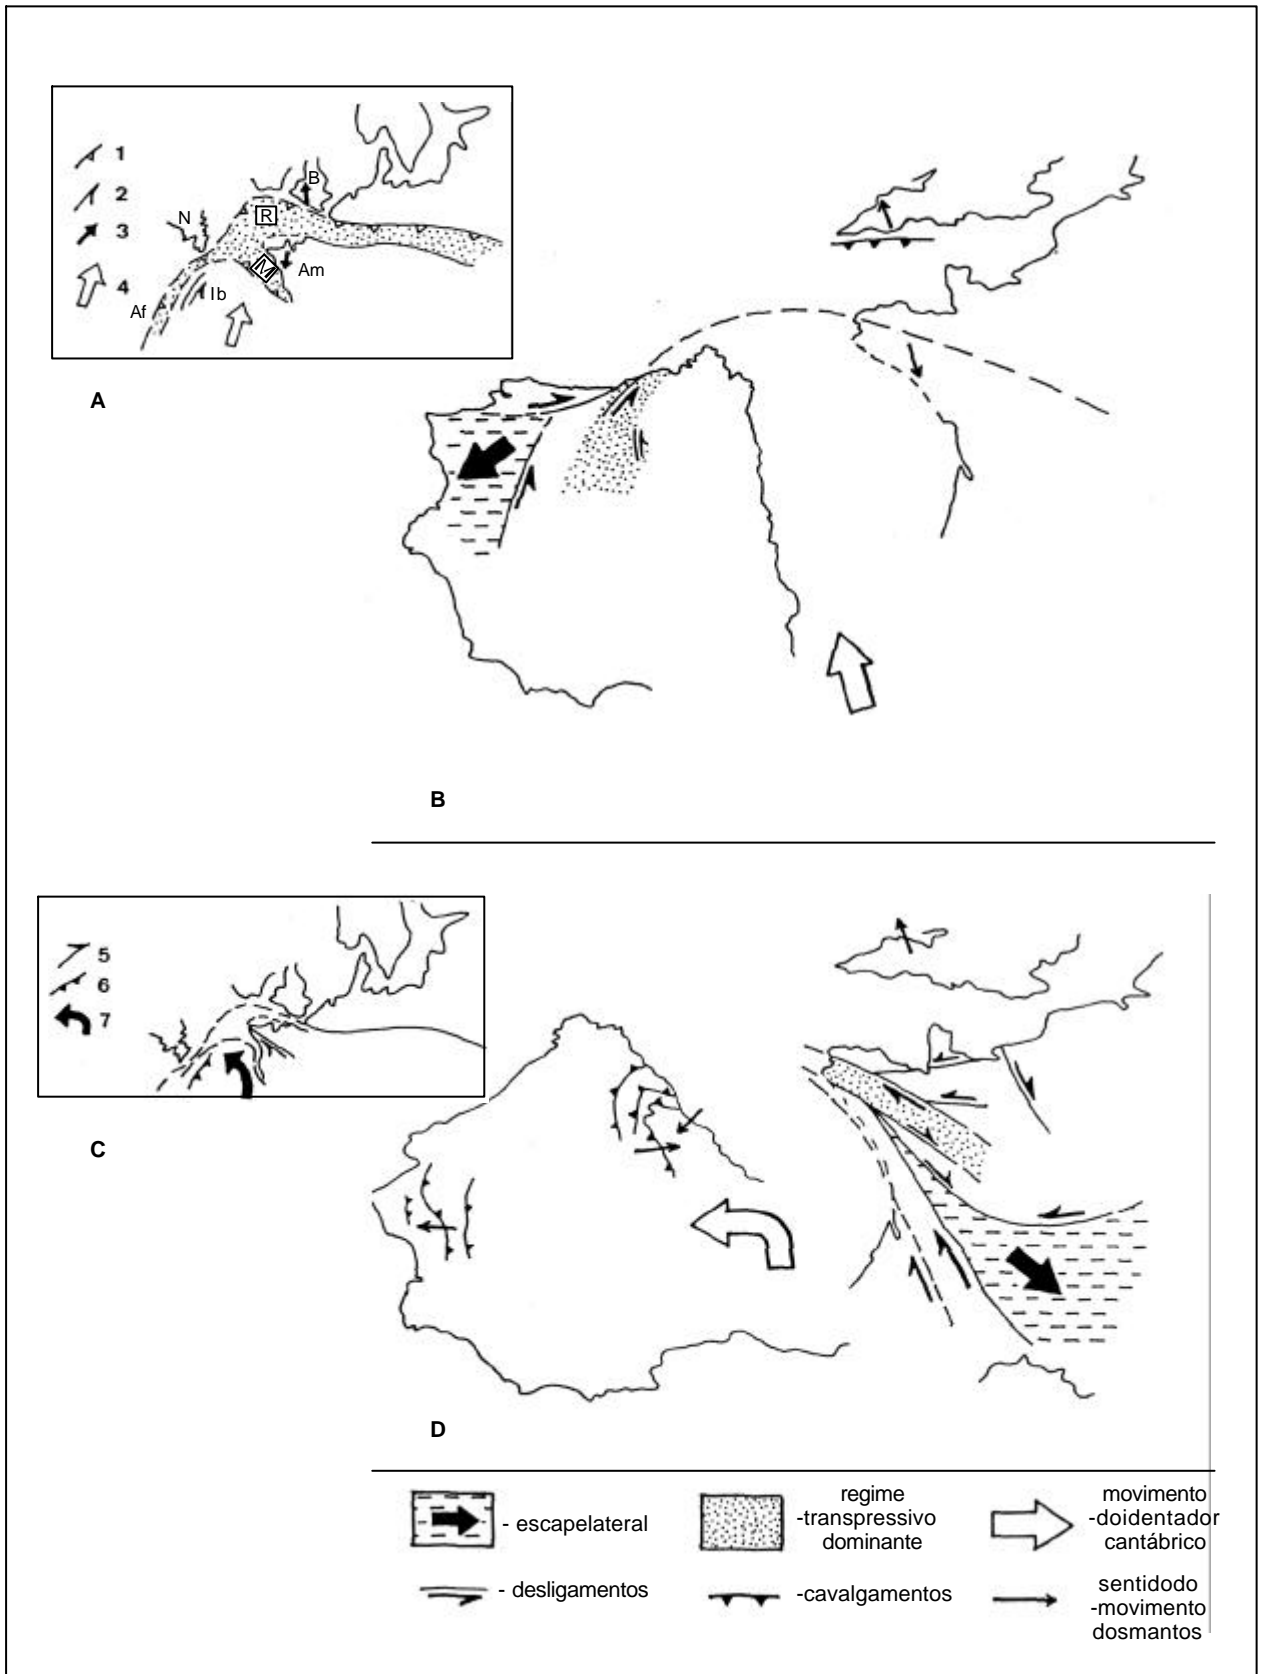 1
2
3
4
N
B
R
M
Am
Ib
Af
A
B
5
6
7
C
D
- escapelateral
regime
-transpressivo
dominante
movimento
-doidentador
cantábrico
- desligamentos
-cavalgamentos
sentidodo
-movimento
dosmantos